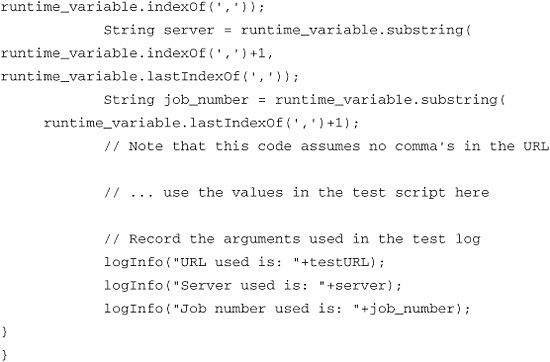 runtime_variable.indexOf(','));
String server = runtime_variable.substring(
runtime_variable.indexOf(',')+1,
runtime_variable.lastIndexOf(','));
String job_number = runtime_variable.substring(
runtime_variable.lastIndexOf(',')+1);
// Note that this code assumes no comma's in the URL
// ... use the values in the test script here
// Record the arguments used in the test log
logInfo("URL used is: "+testURL);
logInfo("Server used is: "+server);
logInfo("Job number used is: "+job_number);
}
}